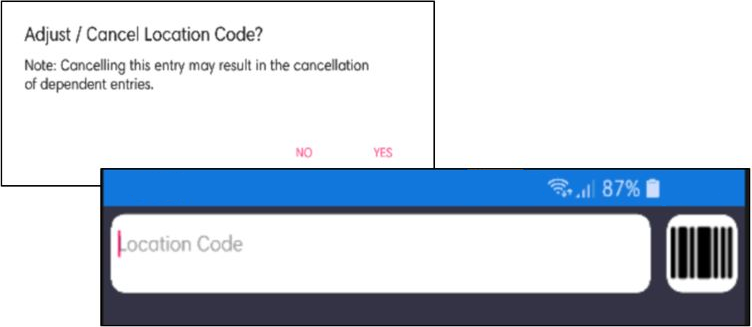 Adjust / Cancel Location Code?
Note: Cancelling this entry may result in the cancellation
of dependent entries.
NO YES
87%
Location Code